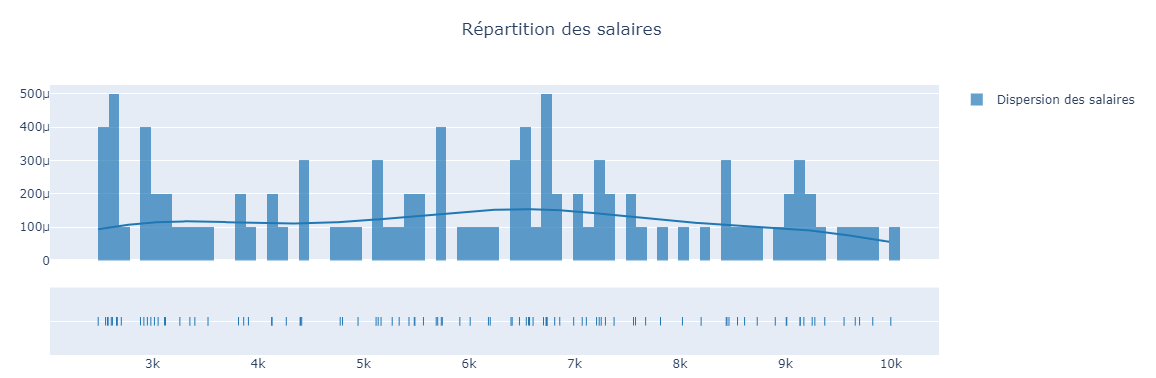 Répartition des salaires
Dispersion des salaires
500µ
400µ
300µ
200µ
100µ
0
3k 4k 5k 6k 7k 8k 9k 10k